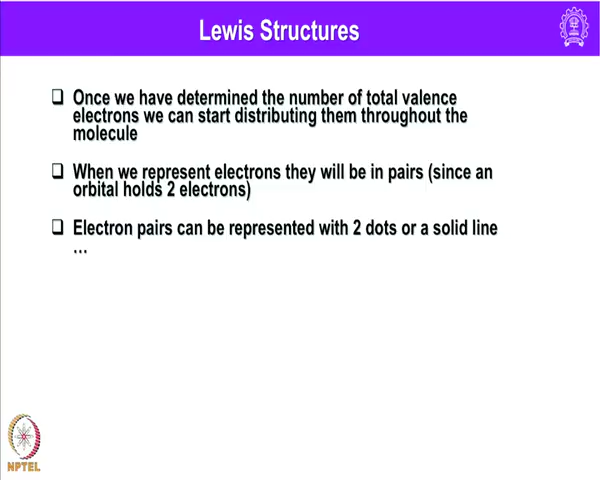 Lewis Structures
❑ Once we have determined the number of total valence
electrons we can start distributing them throughout the
molecule
❑ When we represent electrons they will be in pairs (since an
orbital holds 2 electrons)
❑ Electron pairs can be represented with 2 dots or a solid line
…
NPTEL